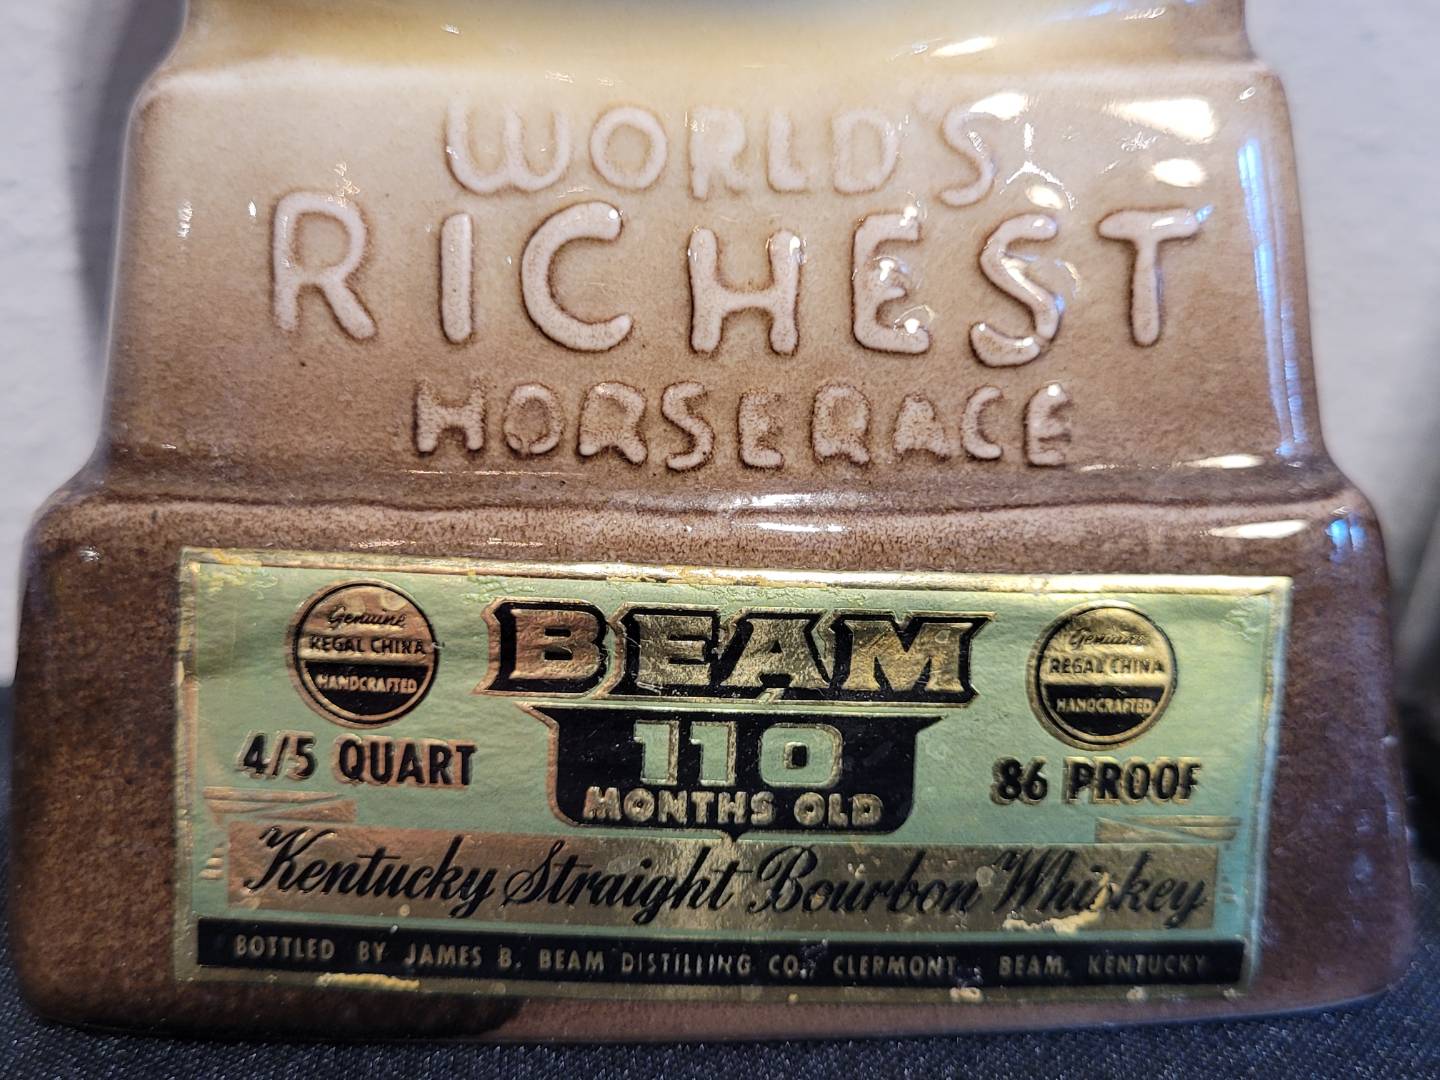 WORLD'S
RICHEST
HORSERACE
Genuine
REGAL CHINA
HANDCRAFTED
BEAM
Genuine
REGAL CHINA
HANDCRAFTED
4/5 QUART
110
MONTHS OLD
86 PROOF
Kentucky Straight Bourbon Whiskey
BOTTLED BY JAMES B. BEAM DISTILLING CO., CLERMONT, BEAM, KENTUCKY